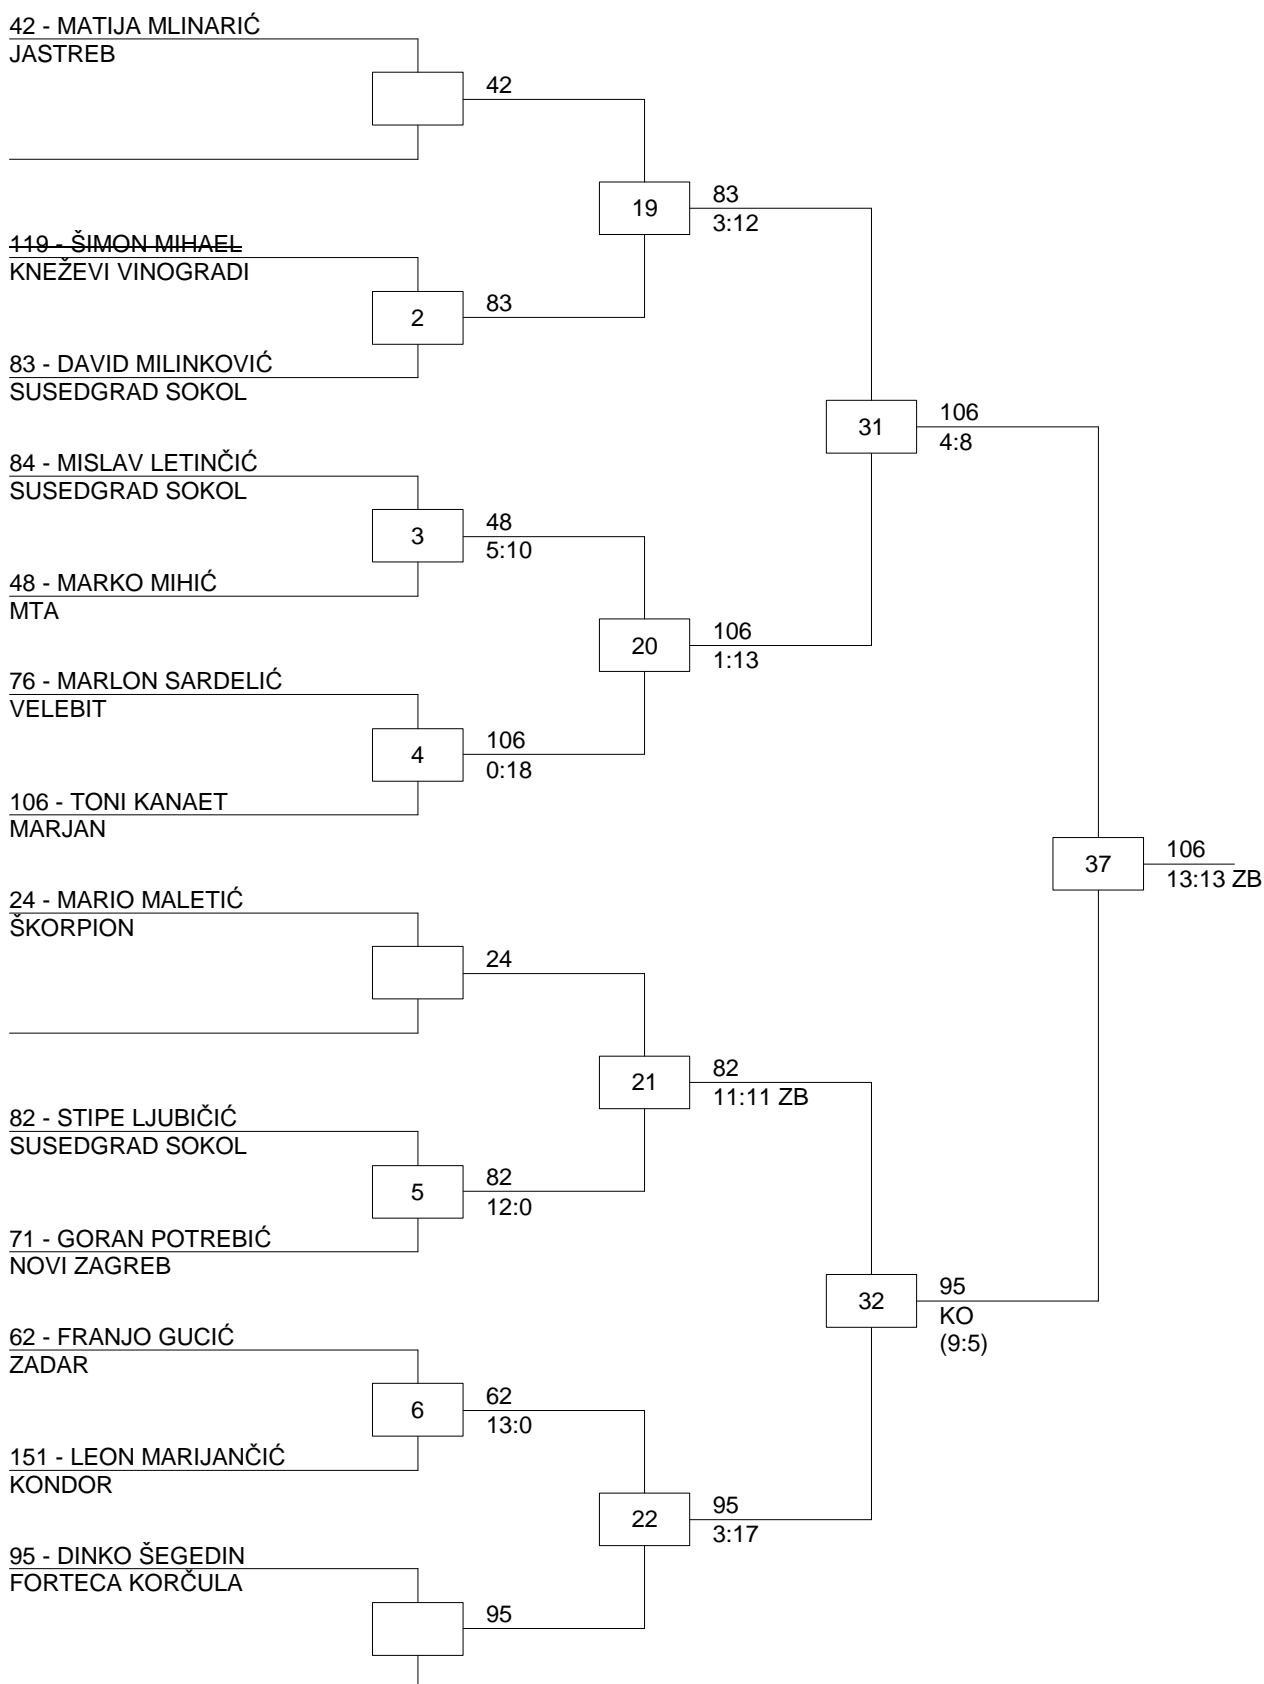 42 - MATIJA MLINARIĆ
JASTREB
42
19
83
3:12
119 - ŠIMON MIHAEL
KNEŽEVI VINOGRADI
2
83
83 - DAVID MILINKOVIĆ
SUSEDGRAD SOKOL
31
106
4:8
84 - MISLAV LETINČIĆ
SUSEDGRAD SOKOL
3
48
5:10
48 - MARKO MIHIĆ
MTA
20
106
1:13
76 - MARLON SARDELIĆ
VELEBIT
4
106
0:18
106 - TONI KANAET
MARJAN
37
106
13:13 ZB
24 - MARIO MALETIĆ
ŠKORPION
24
21
82
11:11 ZB
82 - STIPE LJUBIČIĆ
SUSEDGRAD SOKOL
5
82
12:0
71 - GORAN POTREBIĆ
NOVI ZAGREB
32
95
KO
(9:5)
62 - FRANJO GUCIĆ
ZADAR
6
62
13:0
151 - LEON MARIJANČIĆ
KONDOR
22
95
3:17
95 - DINKO ŠEGEDIN
FORTECA KORČULA
95